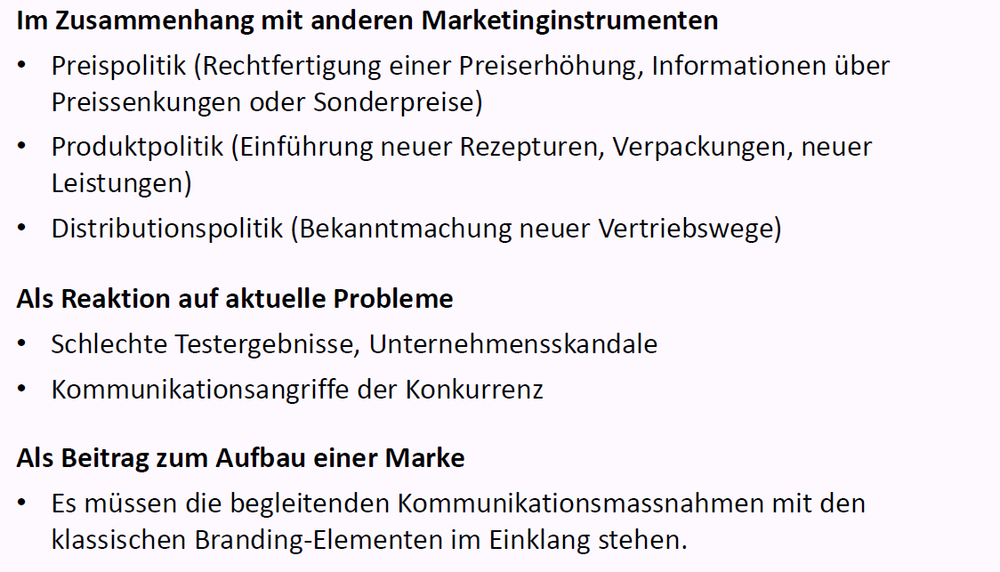 Im Zusammenhang mit anderen Marketinginstrumenten
• Preispolitik (Rechtfertigung einer Preiserhöhung, Informationen über
Preissenkungen oder Sonderpreise)
• Produktpolitik (Einführung neuer Rezepturen, Verpackungen, neuer
Leistungen)
• Distributionspolitik (Bekanntmachung neuer Vertriebswege)
Als Reaktion auf aktuelle Probleme
• Schlechte Testergebnisse, Unternehmensskandale
• Kommunikationsangriffe der Konkurrenz
Als Beitrag zum Aufbau einer Marke
• Es müssen die begleitenden Kommunikationsmassnahmen mit den
klassischen Branding-Elementen im Einklang stehen.